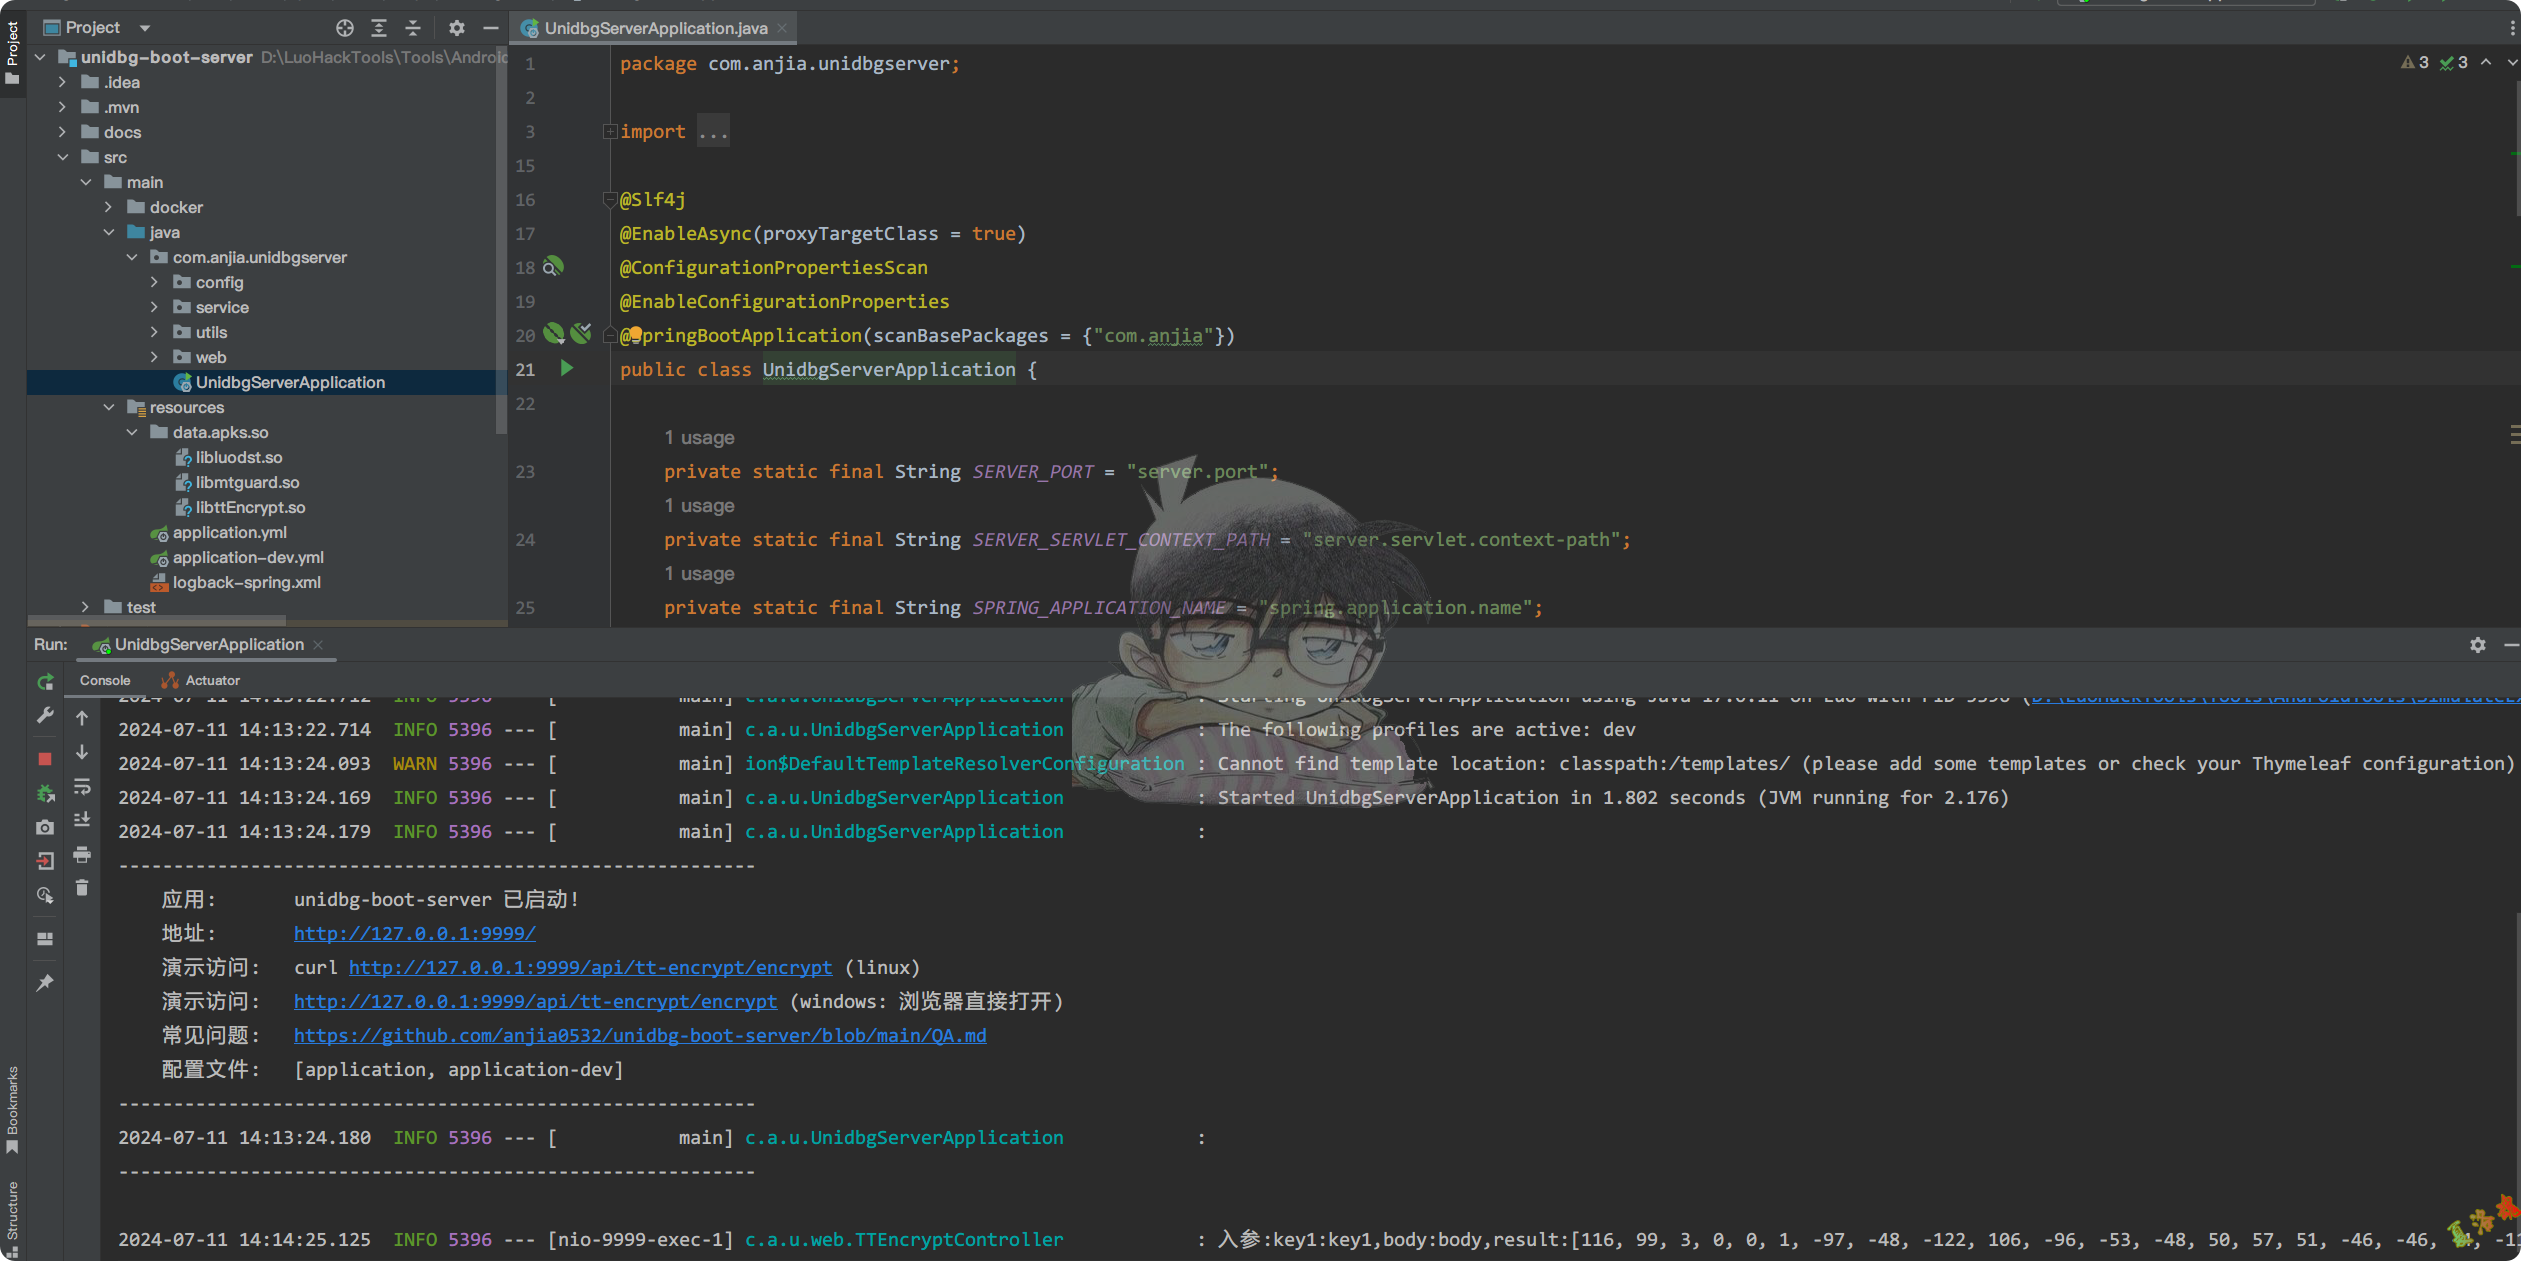 Project
unidbg-boot-server D:\LuoHackTools\Tools\Android
.idea
.mvn
docs
src
main
docker
java
com.anjia.unidbgserver
config
service
utils
web
UnidbgServerApplication
resources
data.apks.so
libluodst.so
libmtguard.so
libttEncrypt.so
application.yml
application-dev.yml
logback-spring.xml
test
Project
Bookmarks
Structure
UnidbgServerApplication.java
3 3
1 package com.anjia.unidbgserver;
2
3 import ...
15
16 @Slf4j
17 @EnableAsync(proxyTargetClass = true)
18 @ConfigurationPropertiesScan
19 @EnableConfigurationProperties
20 @SpringBootApplication(scanBasePackages = {"com.anjia"})
21 public class UnidbgServerApplication {
22
1 usage
23 private static final String SERVER_PORT = "server.port";
1 usage
24 private static final String SERVER_SERVLET_CONTEXT_PATH = "server.servlet.context-path";
1 usage
25 private static final String SPRING_APPLICATION_NAME = "spring.application.name";
Run: UnidbgServerApplication
Console Actuator
2024-07-11 14:13:22.712 INFO 5396 --- [ main] c.a.u.UnidbgServerApplication : Starting UnidbgServerApplication using Java 17.0.11 on Luo with PID 5396 (D:\LuoHackTools\Tools\AndroidTools\
2024-07-11 14:13:22.714 INFO 5396 --- [ main] c.a.u.UnidbgServerApplication : The following profiles are active: dev
2024-07-11 14:13:24.093 WARN 5396 --- [ main] ion$DefaultTemplateResolverConfiguration : Cannot find template location: classpath:/templates/ (please add some templates or check your Thymeleaf configuration)
2024-07-11 14:13:24.169 INFO 5396 --- [ main] c.a.u.UnidbgServerApplication : Started UnidbgServerApplication in 1.802 seconds (JVM running for 2.176)
2024-07-11 14:13:24.179 INFO 5396 --- [ main] c.a.u.UnidbgServerApplication :
----------------------------------------------------------
应用: unidbg-boot-server 已启动!
地址: http://127.0.0.1:9999/
演示访问: curl http://127.0.0.1:9999/api/tt-encrypt/encrypt (linux)
演示访问: http://127.0.0.1:9999/api/tt-encrypt/encrypt (windows: 浏览器直接打开)
常见问题: https://github.com/anjia0532/unidbg-boot-server/blob/main/QA.md
配置文件: [application, application-dev]
----------------------------------------------------------
2024-07-11 14:13:24.180 INFO 5396 --- [ main] c.a.u.UnidbgServerApplication :
----------------------------------------------------------
2024-07-11 14:14:25.125 INFO 5396 --- [nio-9999-exec-1] c.a.u.web.TTEncryptController : 入参:key1:key1,body:body,result:[116, 99, 3, 0, 0, 1, -97, -48, -122, 106, -96, -53, -48, 50, 57, 51, -46, -46,